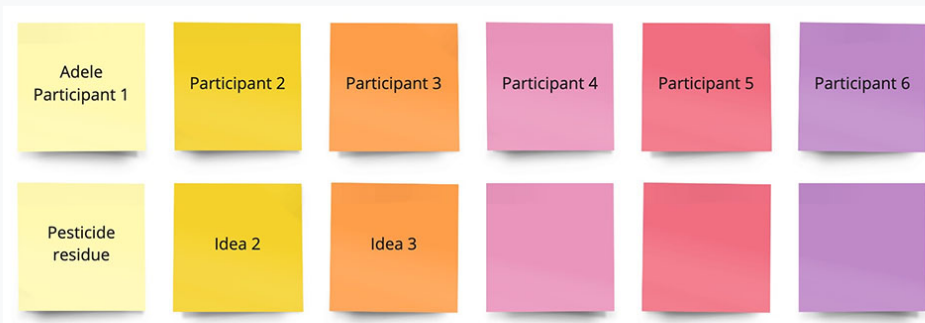 Adele
Participant 1
Participant 2
Participant 3
Participant 4
Participant 5
Participant 6
Pesticide
residue
Idea 2
Idea 3